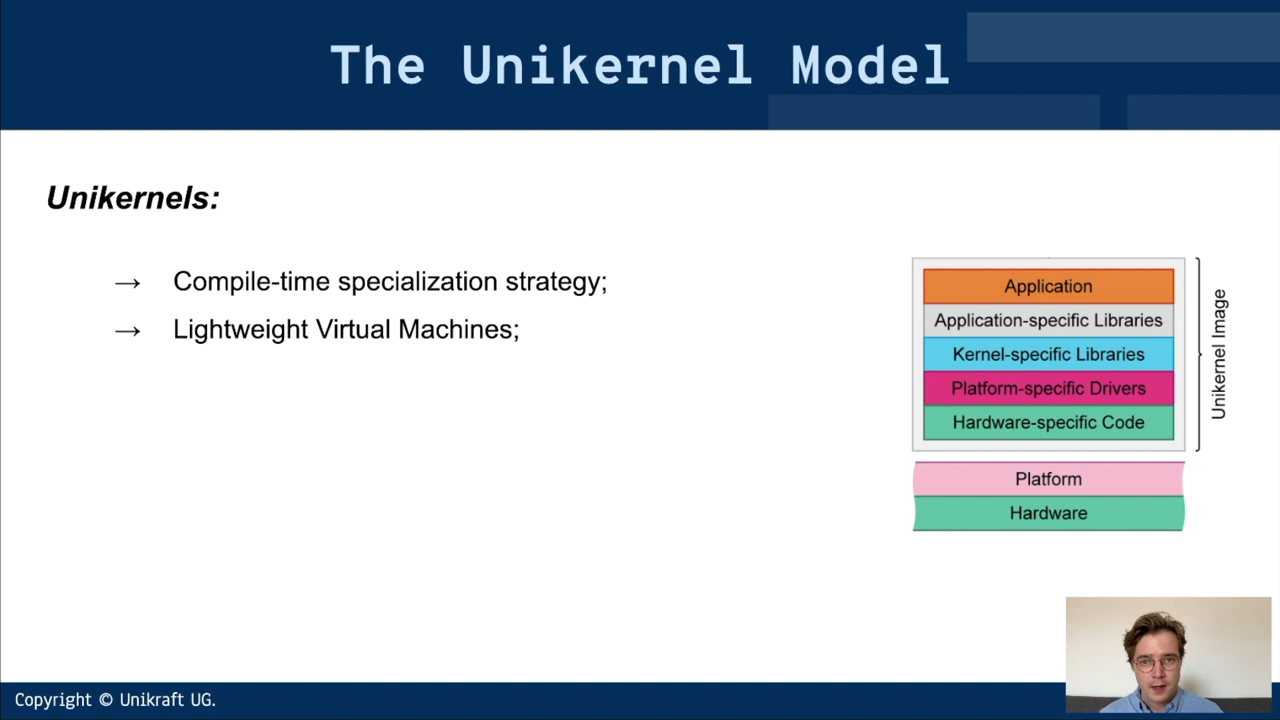 The Unikernel Model
Unikernels:
→ Compile-time specialization strategy;
→ Lightweight Virtual Machines;
Application
Application-specific Libraries
Kernel-specific Libraries
Platform-specific Drivers
Hardware-specific Code
Unikernel Image
Platform
Hardware
Copyright © Unikraft UG.